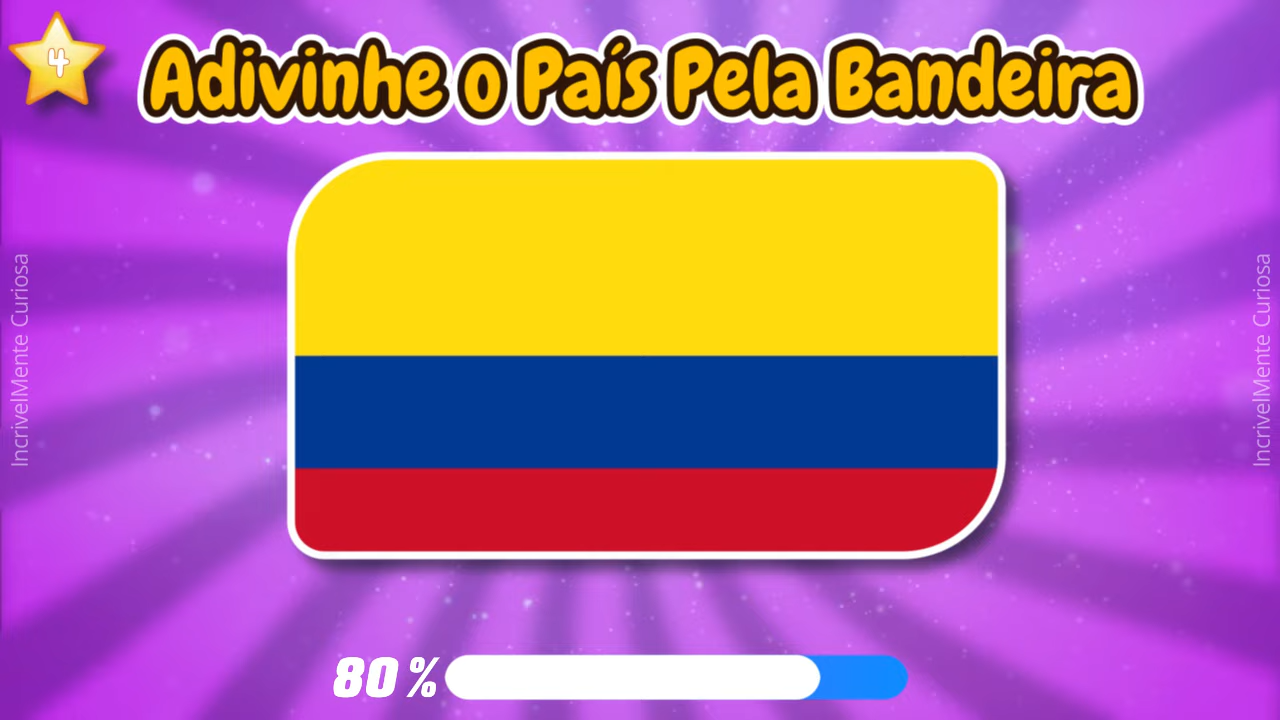 4
Adivinhe o País Pela Bandeira
IncrivelMente Curiosa
IncrivelMente Curiosa
80%